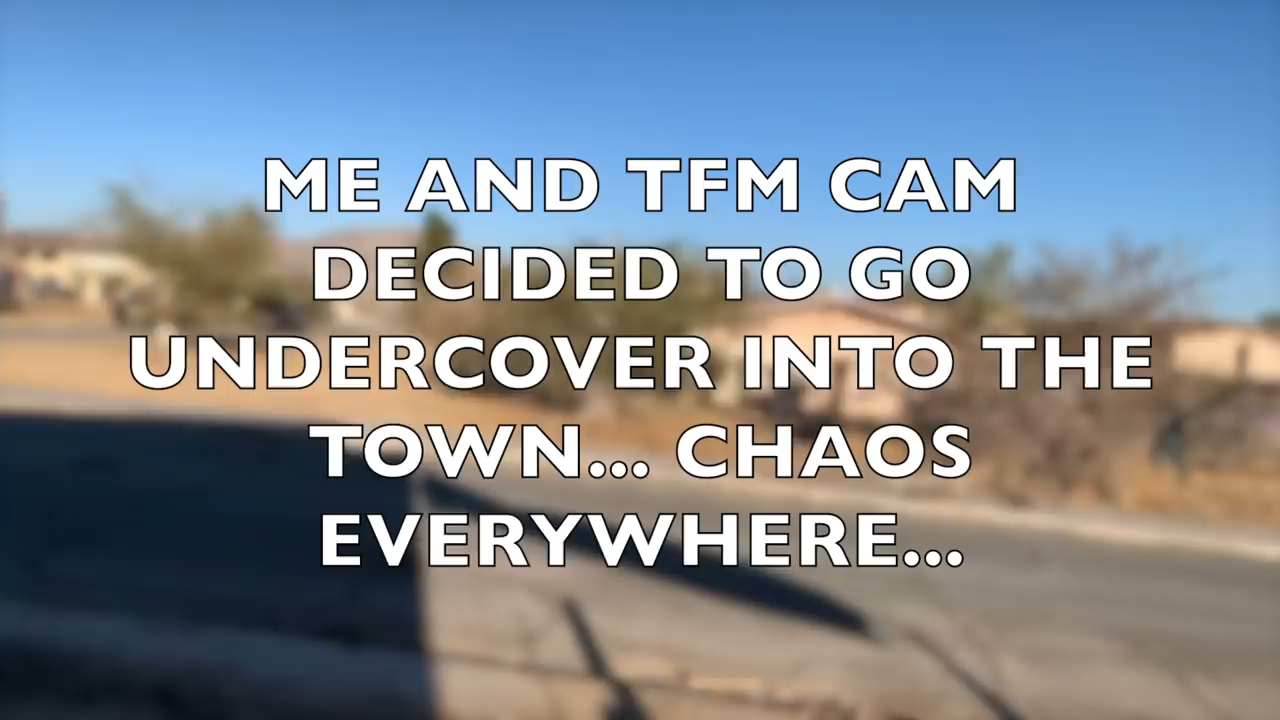 ME AND TFM CAM
DECIDED TO GO
UNDERCOVER INTO THE
TOWN... CHAOS
EVERYWHERE...